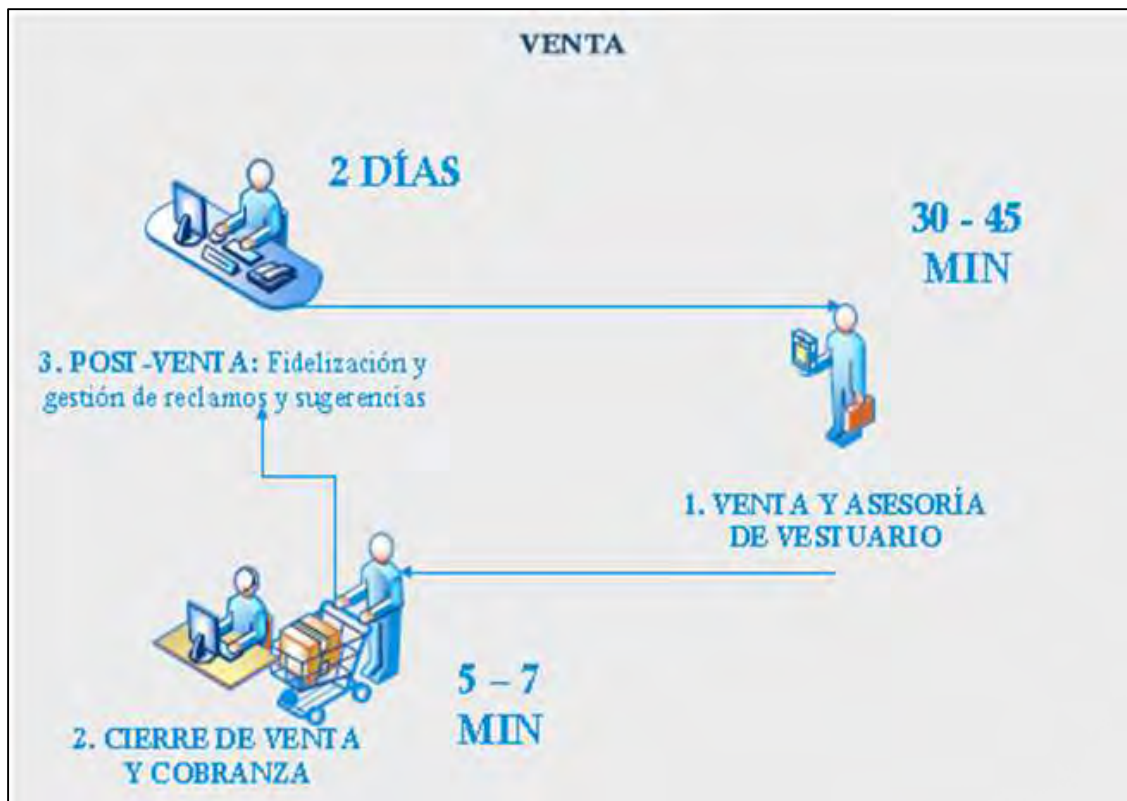 VENTA
2 DÍAS
30 - 45
MIN
3. POST-VENTA: Fidelización y
gestión de reclamos y sugerencias
1. VENTA Y ASESORÍA
DE VESTUARIO
5 – 7
MIN
2. CIERRE DE VENTA
Y COBRANZA